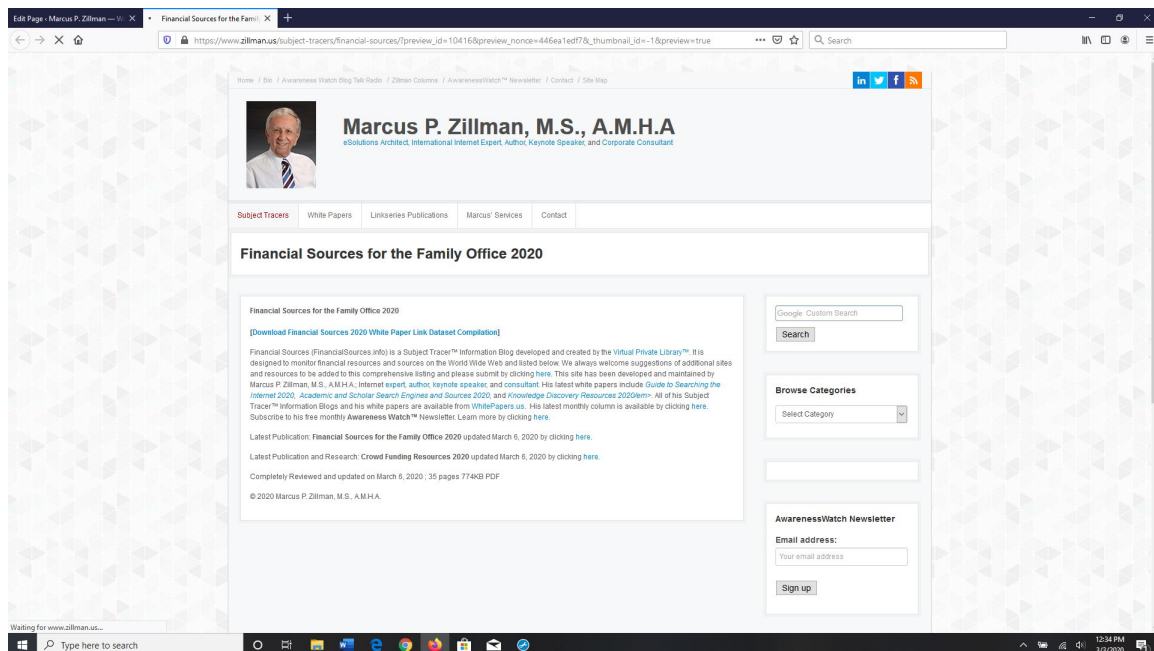 Edit Page ‹ Marcus P. Zillman — W
Financial Sources for the Famil
https://www.zillman.us/subject-tracers/financial-sources/?preview_id=10416&preview_nonce=446ea1edf7&_thumbnail_id=-1&preview=true
Search
Home / Bio / Awareness Watch Blog Talk Radio / Zillman Columns / AwarenessWatch™ Newsletter / Contact / Site Map
in
f
Marcus P. Zillman, M.S., A.M.H.A
eSolutions Architect, International Internet Expert, Author, Keynote Speaker, and Corporate Consultant
Subject Tracers White Papers Linkseries Publications Marcus' Services Contact
Financial Sources for the Family Office 2020
Financial Sources for the Family Office 2020
[Download Financial Sources 2020 White Paper Link Dataset Compilation]
Financial Sources (FinancialSources.info) is a Subject Tracer™ Information Blog developed and created by the Virtual Private Library™. It is
designed to monitor financial resources and sources on the World Wide Web and listed below. We always welcome suggestions of additional sites
and resources to be added to this comprehensive listing and please submit by clicking here. This site has been developed and maintained by
Marcus P. Zillman, M.S., A.M.H.A.; Internet expert, author, keynote speaker, and consultant. His latest white papers include Guide to Searching the
Internet 2020, Academic and Scholar Search Engines and Sources 2020, and Knowledge Discovery Resources 2020/em>. All of his Subject
Tracer™ Information Blogs and his white papers are available from WhitePapers.us. His latest monthly column is available by clicking here.
Subscribe to his free monthly Awareness Watch™ Newsletter. Learn more by clicking here.
Latest Publication: Financial Sources for the Family Office 2020 updated March 6, 2020 by clicking here.
Latest Publication and Research: Crowd Funding Resources 2020 updated March 6, 2020 by clicking here.
Completely Reviewed and updated on March 6, 2020 ; 35 pages 774KB PDF
© 2020 Marcus P. Zillman, M.S., A.M.H.A.
Google Custom Search
Search
Browse Categories
Select Category
AwarenessWatch Newsletter
Email address:
Your email address
Sign up
Waiting for www.zillman.us...
Type here to search
12:34 PM
3/3/2020